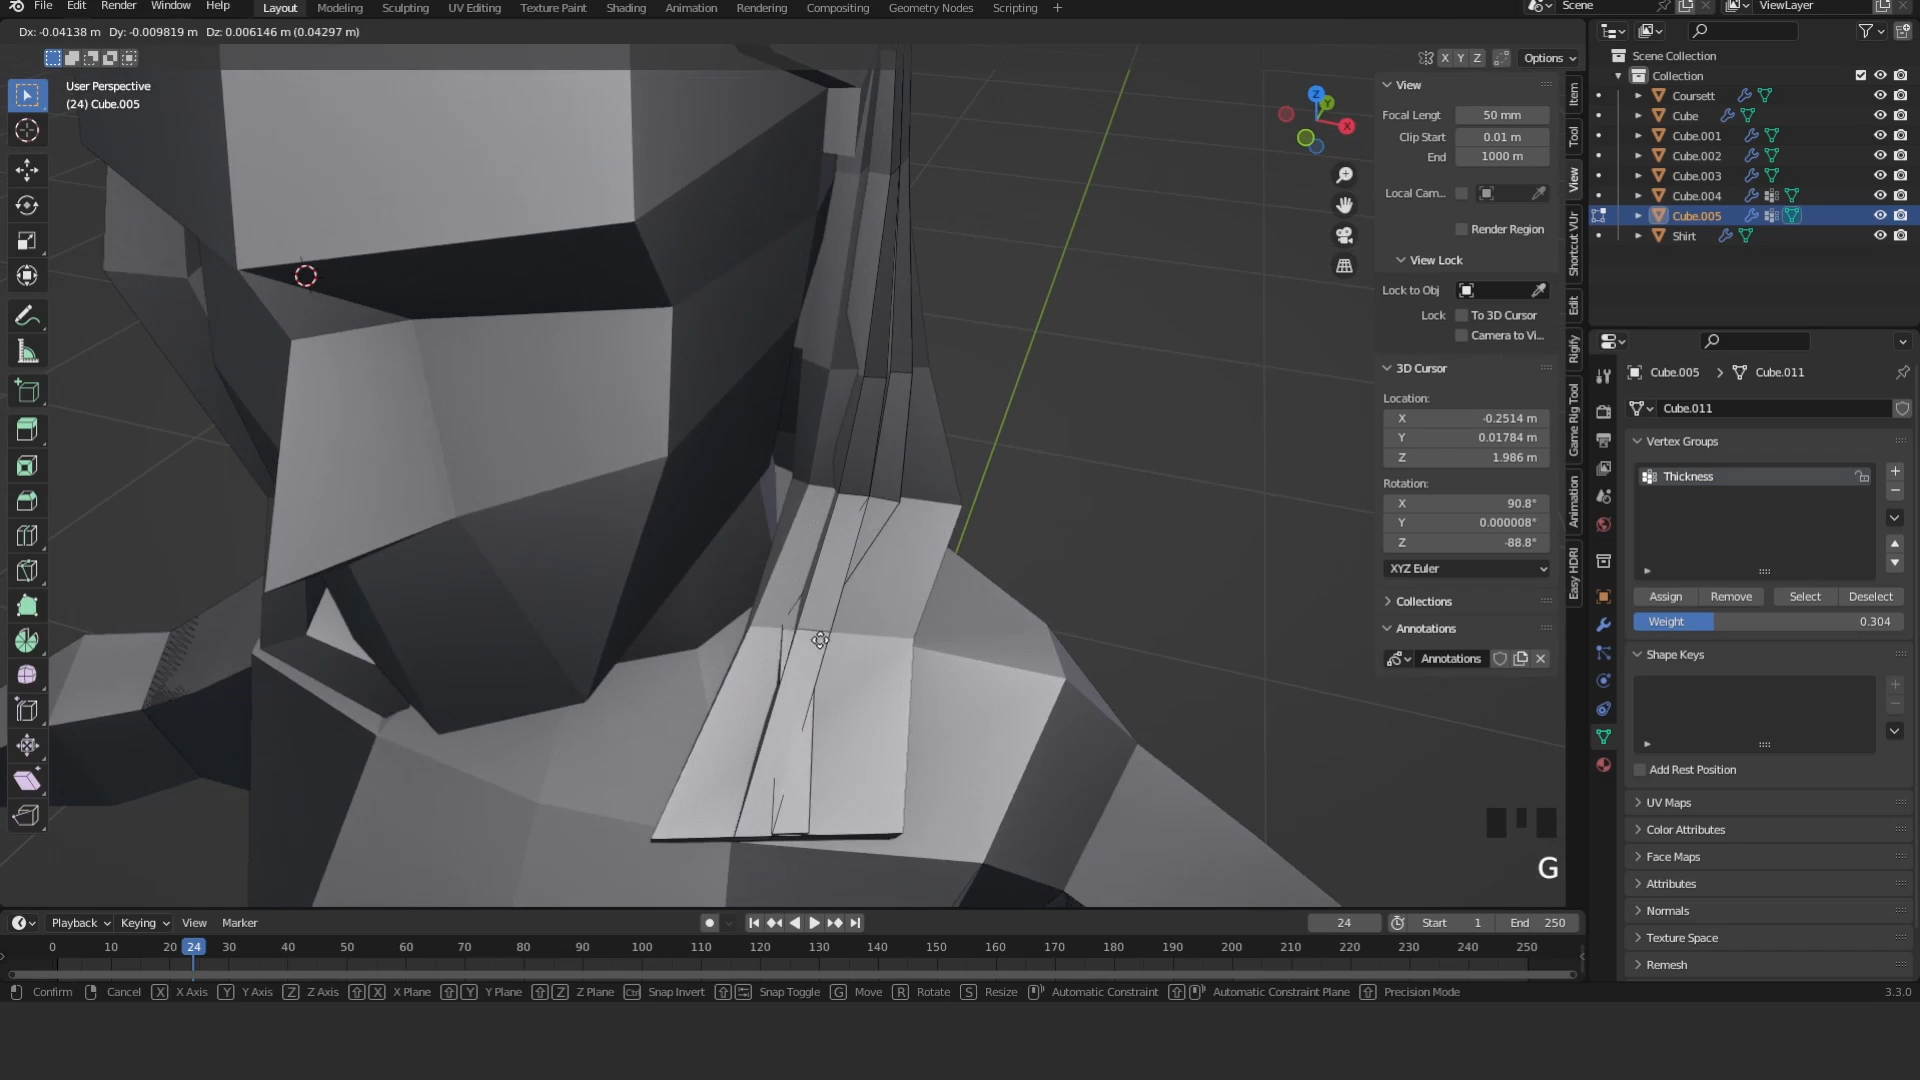 File Edit Render Window Help Layout Modeling Sculpting UV Editing Texture Paint Shading Animation Rendering Compositing Geometry Nodes Scripting + Scene ViewLayer
Dx: -0.04138 m   Dy: -0.009819 m   Dz: 0.006146 m (0.04297 m)
X Y Z Options
User Perspective
(24) Cube.005
View
Focal Lengt 50 mm
Clip Start 0.01 m
End 1000 m
Local Cam...
Render Region
View Lock
Lock to Obj
Lock To 3D Cursor
Camera to Vi...
3D Cursor
Location:
X -0.2514 m
Y 0.01784 m
Z 1.986 m
Rotation:
X 90.8°
Y 0.000008°
Z -88.8°
XYZ Euler
Collections
Annotations
Annotations
Item
Tool
View
Shortcut VUr
Edit
Rigify
Game Rig Tool
Animation
Easy HDRI
Z
Y
X
G
Scene Collection
Collection
Coursett
Cube
Cube.001
Cube.002
Cube.003
Cube.004
Cube.005
Shirt
Cube.005 > Cube.011
Cube.011
Vertex Groups
Thickness
Assign Remove Select Deselect
Weight 0.304
Shape Keys
Add Rest Position
UV Maps
Color Attributes
Face Maps
Attributes
Normals
Texture Space
Remesh
Playback Keying View Marker 24 Start 1 End 250
0 10 20 24 30 40 50 60 70 80 90 100 110 120 130 140 150 160 170 180 190 200 210 220 230 240 250
Confirm Cancel X X Axis Y Y Axis Z Z Axis X X Plane Y Y Plane Z Z Plane Ctrl Snap Invert Snap Toggle G Move R Rotate S Resize Automatic Constraint Automatic Constraint Plane Precision Mode 3.3.0